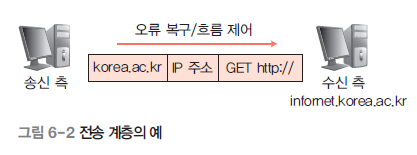 오류 복구/흐름 제어
korea.ac.kr IP 주소 GET http://
송신 측
수신 측
infornet.korea.ac.kr
그림 6-2 전송 계층의 예